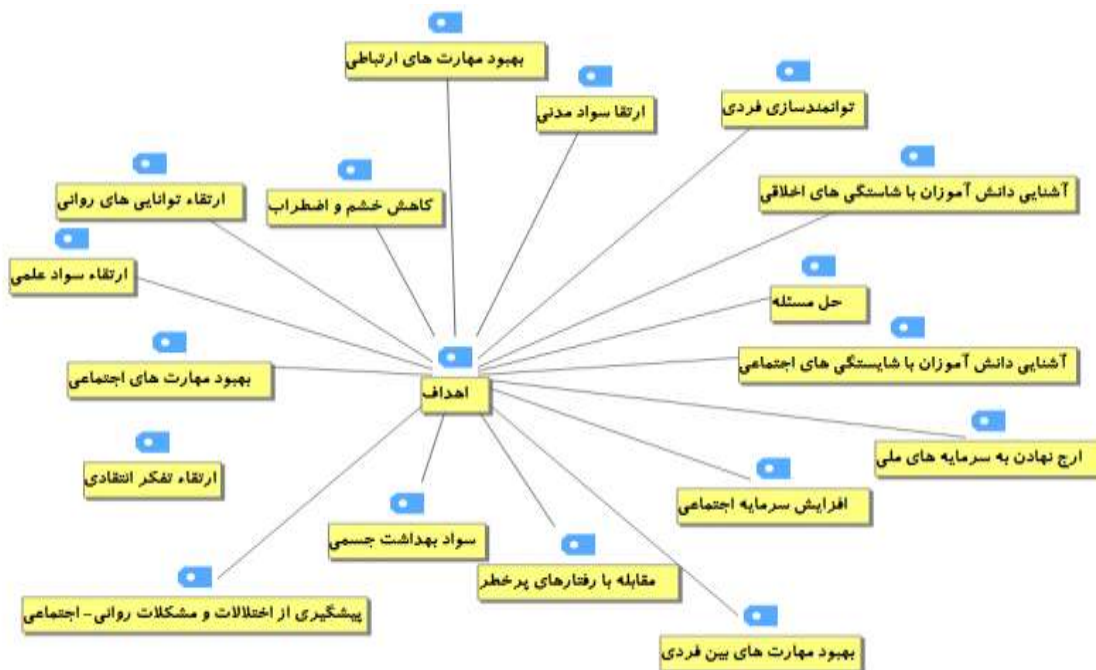 بهبود مهارت های ارتباطی
ارتقا سواد مدنی
توانمندسازی فردی
آشنایی دانش آموزان با شاستگی های اخلاقی
کاهش خشم و اضطراب
ارتقاء توانایی های روانی
ارتقاء سواد علمی
حل مسئله
آشنایی دانش آموزان با شایستگی های اجتماعی
بهبود مهارت های اجتماعی
اهداف
ارج نهادن به سرمایه های ملی
ارتقاء تفکر انتقادی
افزایش سرمایه اجتماعی
سواد بهداشت جسمی
مقابله با رفتارهای پرخطر
پیشگیری از اختلالات و مشکلات روانی-اجتماعی
بهبود مهارت های بین فردی